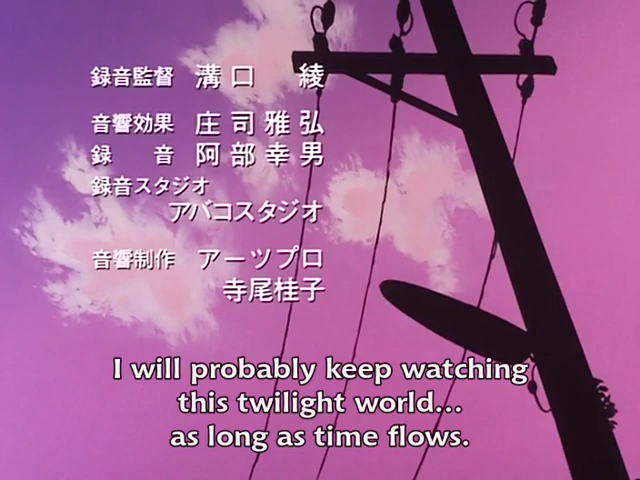 録音監督 溝口 綾
音響効果 庄司雅弘
録 音 阿部幸男
録音スタジオ
アバコスタジオ
音響制作 アーツプロ
寺尾桂子
I will probably keep watching
this twilight world...
as long as time flows.